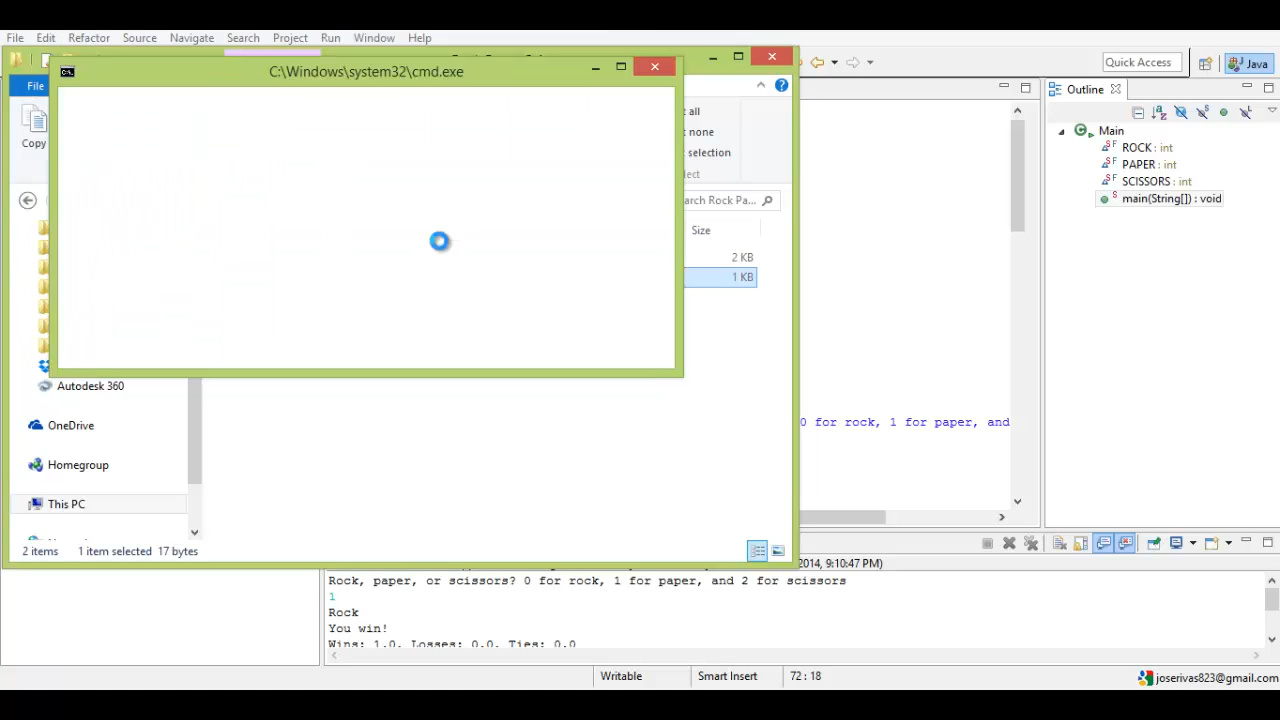 File Edit Refactor Source Navigate Search Project Run Window Help
C:\Windows\system32\cmd.exe
Quick Access
Java
File
Copy
all
none
selection
Outline
Main
ROCK : int
PAPER : int
SCISSORS : int
main(String[]) : void
arch Rock Pa...
Size
2 KB
1 KB
Autodesk 360
OneDrive
Homegroup
This PC
0 for rock, 1 for paper, and
2 items 1 item selected 17 bytes
2014, 9:10:47 PM)
Rock, paper, or scissors? 0 for rock, 1 for paper, and 2 for scissors
1
Rock
You win!
Wins: 1.0, Losses: 0.0, Ties: 0.0
Writable Smart Insert 72 : 18
joserivas823@gmail.com